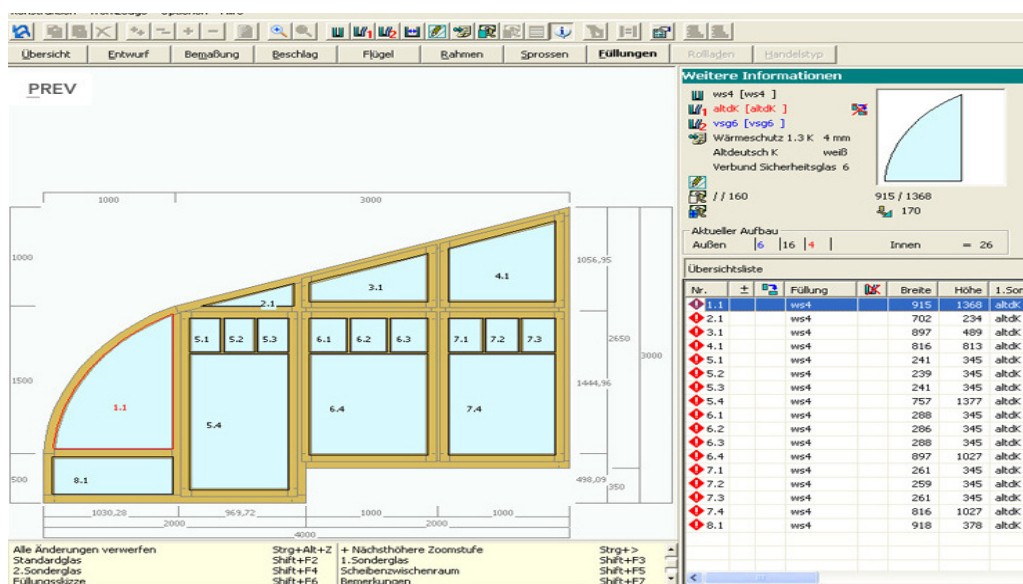 Übersicht Entwurf Bemaßung Beschlag Flügel Rahmen Sprossen Füllungen Rollladen Handelstyp
PREV
1000 3000
1000
1500
500
1056,95
2650
3000
1444,96
498,09
350
2.1 3.1 4.1
5.1 5.2 5.3 6.1 6.2 6.3 7.1 7.2 7.3
1.1 5.4 6.4 7.4
8.1
1030,28 969,72 1000 1000
2000 2000
4000
Alle Änderungen verwerfen Strg+Alt+Z + Nächsthöhere Zoomstufe Strg+>
Standardglas Shift+F2 1.Sonderglas Shift+F3
2.Sonderglas Shift+F4 Scheibenzwischenraum Shift+F5
Füllungsskizze Shift+F6 Bemerkungen Shift+F7
Weitere Informationen
ws4 [ws4 ]
1 altdK [altdK ]
2 vsg6 [vsg6 ]
Wärmeschutz 1.3 K 4 mm
Altdeutsch K weiß
Verbund Sicherheitsglas 6
/ / 160 915 / 1368
170
Aktueller Aufbau
Außen |6 |16 |4 | Innen = 26
Übersichtsliste
Nr. ± Füllung Breite Höhe 1.Son
1.1 ws4 915 1368 altdK
2.1 ws4 702 234 altdK
3.1 ws4 897 489 altdK
4.1 ws4 816 813 altdK
5.1 ws4 241 345 altdK
5.2 ws4 239 345 altdK
5.3 ws4 241 345 altdK
5.4 ws4 757 1377 altdK
6.1 ws4 288 345 altdK
6.2 ws4 286 345 altdK
6.3 ws4 288 345 altdK
6.4 ws4 897 1027 altdK
7.1 ws4 261 345 altdK
7.2 ws4 259 345 altdK
7.3 ws4 261 345 altdK
7.4 ws4 816 1027 altdK
8.1 ws4 918 378 altdK